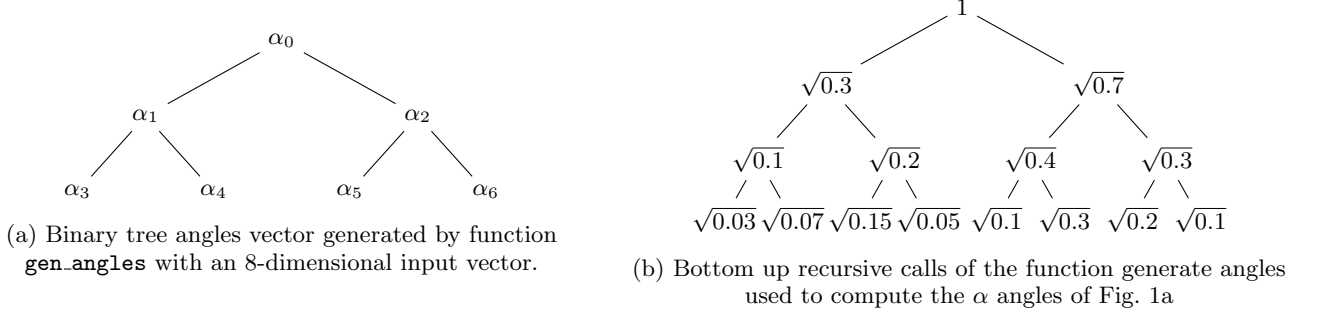 α₀
α₁ α₂
α₃ α₄ α₅ α₆
(a) Binary tree angles vector generated by function
gen_angles with an 8-dimensional input vector.
1
√0.3 √0.7
√0.1 √0.2 √0.4 √0.3
√0.03 √0.07 √0.15 √0.05 √0.1 √0.3 √0.2 √0.1
(b) Bottom up recursive calls of the function generate angles
used to compute the α angles of Fig. 1a